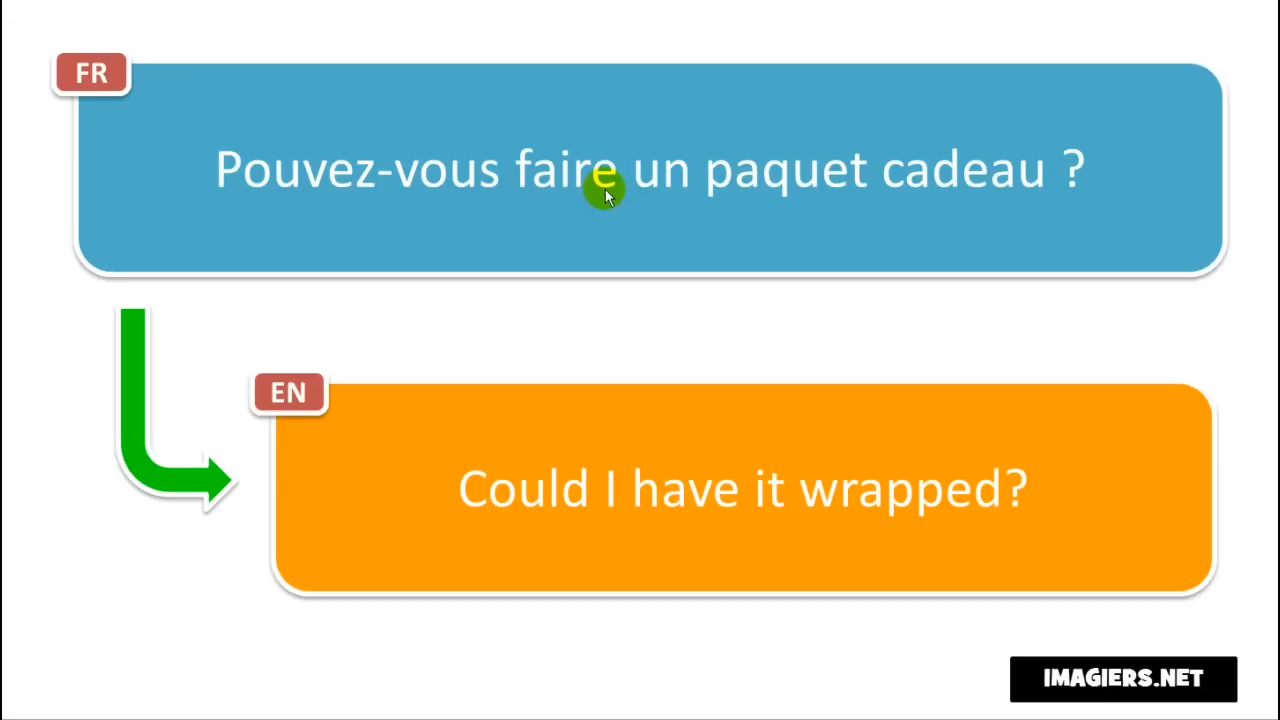 FR
Pouvez-vous faire un paquet cadeau ?
EN
Could I have it wrapped?
IMAGIERS.NET